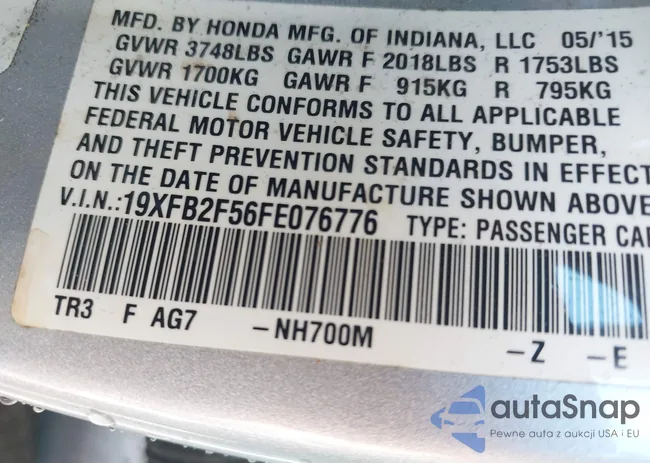 MFD. BY HONDA MFG. OF INDIANA, LLC 05/'15
GVWR 3748LBS GAWR F 2018LBS R 1753LBS
GVWR 1700KG GAWR F 915KG R 795KG
THIS VEHICLE CONFORMS TO ALL APPLICABLE
FEDERAL MOTOR VEHICLE SAFETY, BUMPER,
AND THEFT PREVENTION STANDARDS IN EFFECT
ON THE DATE OF MANUFACTURE SHOWN ABOVE
V.I.N.:19XFB2F56FE076776 TYPE: PASSENGER CA
TR3 F AG7 -NH700M -Z -E
autaSnap
Pewne auta z aukcji USA i EU